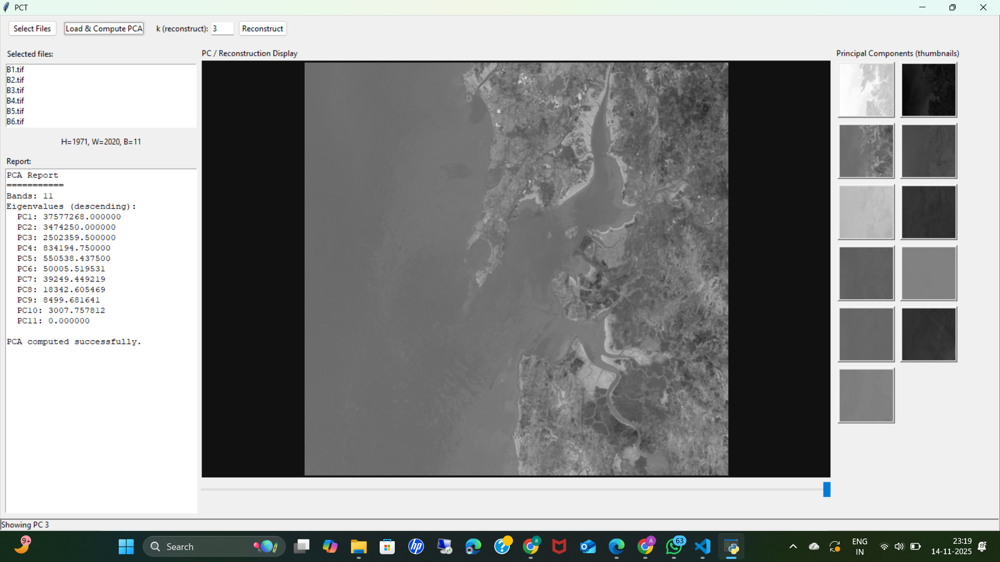 PCT
Select Files
Load & Compute PCA
k (reconstruct): 3
Reconstruct
Selected files:
B1.tif
B2.tif
B3.tif
B4.tif
B5.tif
B6.tif
H=1971, W=2020, B=11
Report:
PCA Report
===========
Bands: 11
Eigenvalues (descending):
PC1: 37577268.000000
PC2: 3474250.000000
PC3: 2502359.500000
PC4: 834194.750000
PC5: 550538.437500
PC6: 50005.519531
PC7: 39249.449219
PC8: 18342.605469
PC9: 8499.681641
PC10: 3007.757812
PC11: 0.000000
PCA computed successfully.
PC / Reconstruction Display
Principal Components (thumbnails)
Showing PC 3
9+
Search
hp
a
A
63
ENG
IN
23:19
14-11-2025